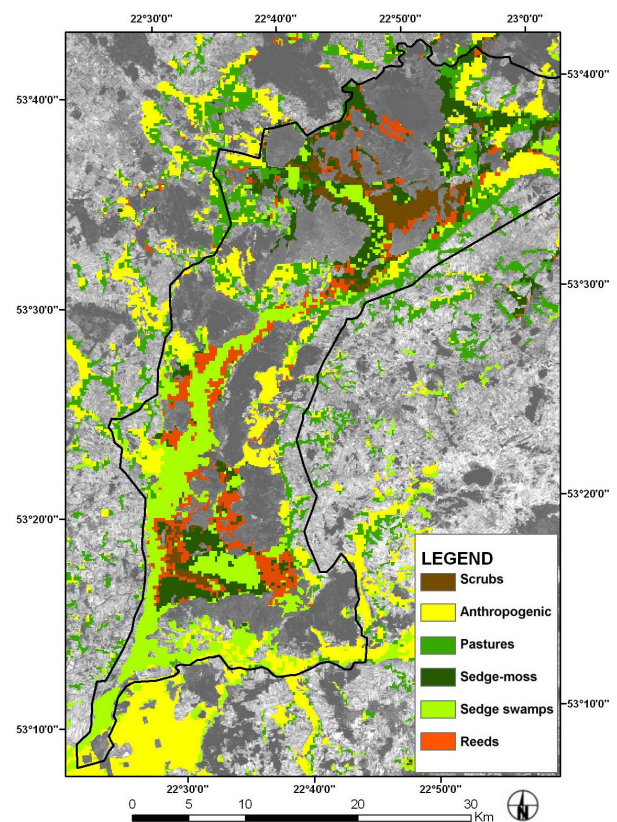 22°30'0"
22°40'0"
22°50'0"
23°0'0"
53°40'0"
53°40'0"
53°30'0"
53°30'0"
53°20'0"
53°20'0"
53°10'0"
53°10'0"
LEGEND
Scrubs
Anthropogenic
Pastures
Sedge-moss
Sedge swamps
Reeds
22°30'0"
22°40'0"
22°50'0"
0 5 10 20 30
Km
N